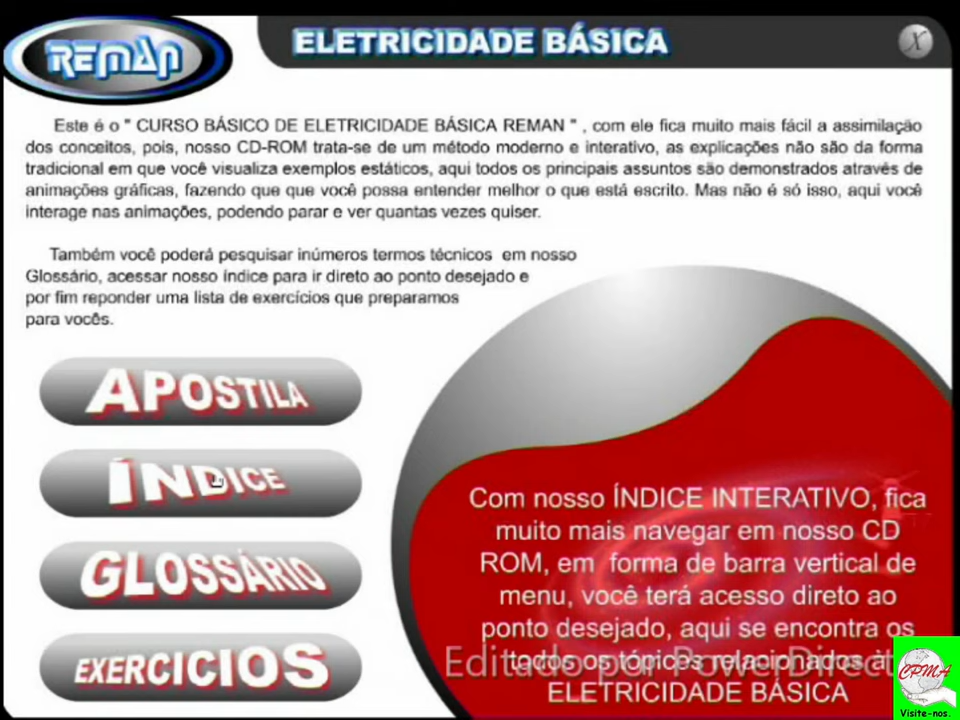 REMAN
ELETRICIDADE BÁSICA
X
Este é o " CURSO BÁSICO DE ELETRICIDADE BÁSICA REMAN " , com ele fica muito mais fácil a assimilação
dos conceitos, pois, nosso CD-ROM trata-se de um método moderno e interativo, as explicações não são da forma
tradicional em que você visualiza exemplos estáticos, aqui todos os principais assuntos são demonstrados através de
animações gráficas, fazendo que que você possa entender melhor o que está escrito. Mas não é só isso, aqui você
interage nas animações, podendo parar e ver quantas vezes quiser.
Também você poderá pesquisar inúmeros termos técnicos em nosso
Glossário, acessar nosso índice para ir direto ao ponto desejado e
por fim reponder uma lista de exercícios que preparamos
para vocês.
APOSTILA
ÍNDICE
GLOSSÁRIO
EXERCICIOS
Com nosso ÍNDICE INTERATIVO, fica
muito mais navegar em nosso CD
ROM, em forma de barra vertical de
menu, você terá acesso direto ao
ponto desejado, aqui se encontra os
todos os tópicos relacionados à
ELETRICIDADE BÁSICA
Editado por PowerDirect
CPMA
Visite-nos.